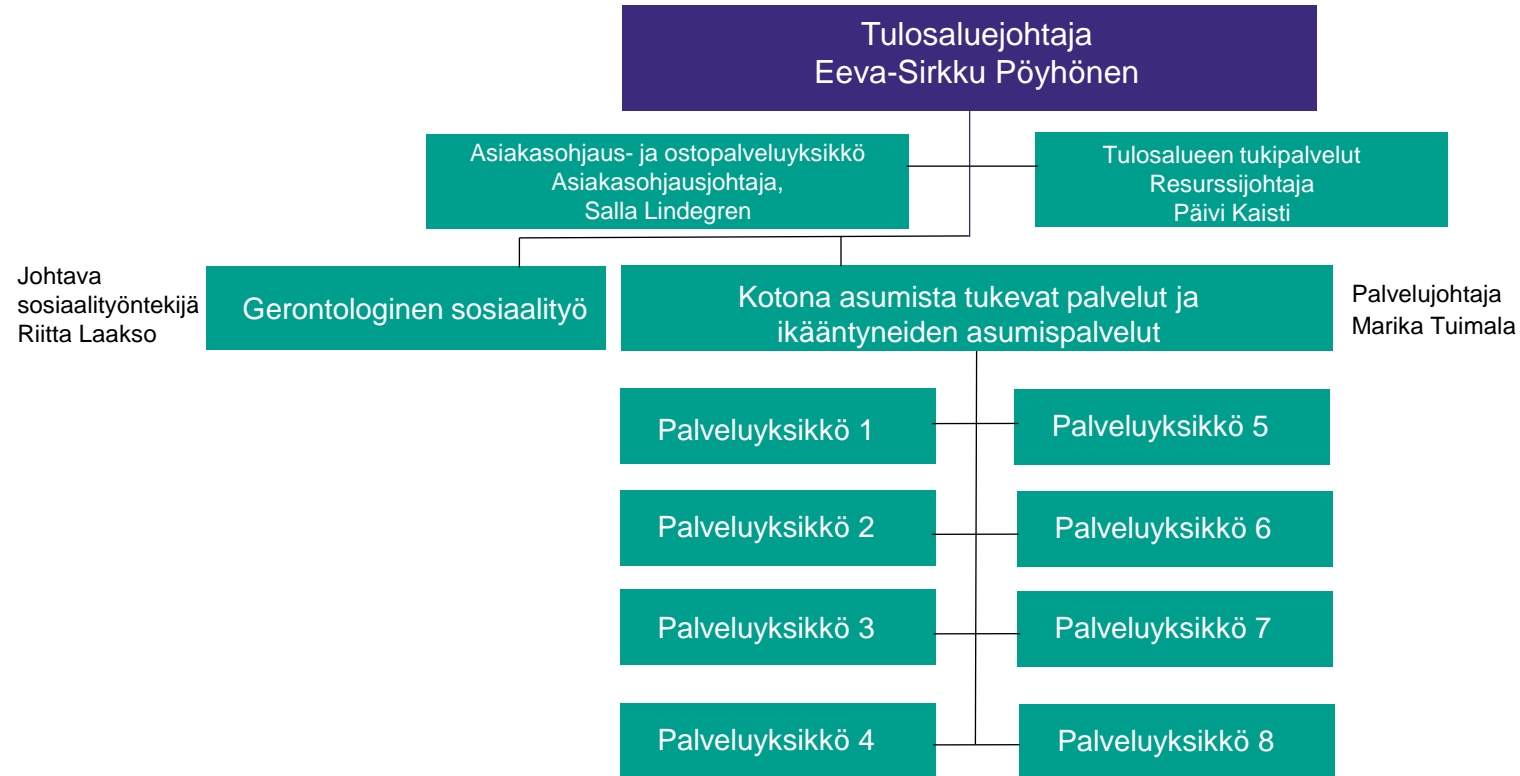 Tulosaluejohtaja
Eeva-Sirkku Pöyhönen
Asiakasohjaus- ja ostopalveluyksikkö
Asiakasohjausjohtaja,
Salla Lindegren
Tulosalueen tukipalvelut
Resurssijohtaja
Päivi Kaisti
Johtava
sosiaalityöntekijä
Riitta Laakso
Gerontologinen sosiaalityö
Kotona asumista tukevat palvelut ja
ikääntyneiden asumispalvelut
Palvelujohtaja
Marika Tuimala
Palveluyksikkö 1
Palveluyksikkö 5
Palveluyksikkö 2
Palveluyksikkö 6
Palveluyksikkö 3
Palveluyksikkö 7
Palveluyksikkö 4
Palveluyksikkö 8